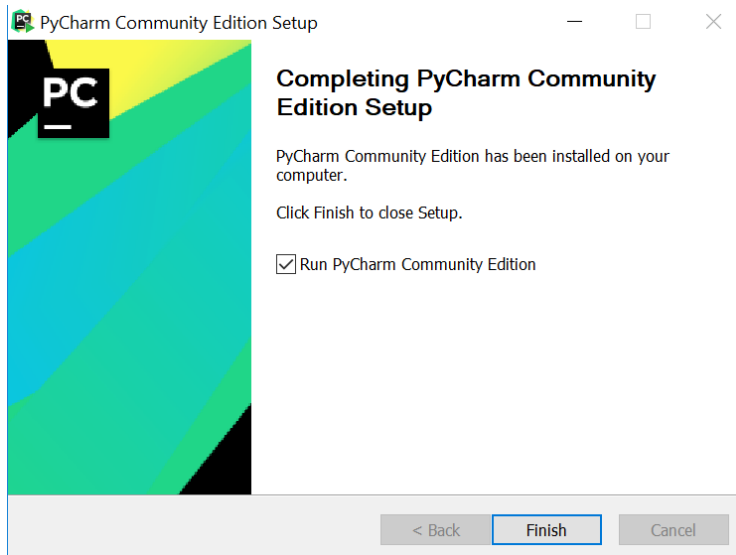 PyCharm Community Edition Setup
PC
Completing PyCharm Community
Edition Setup
PyCharm Community Edition has been installed on your
computer.
Click Finish to close Setup.
Run PyCharm Community Edition
< Back
Finish
Cancel